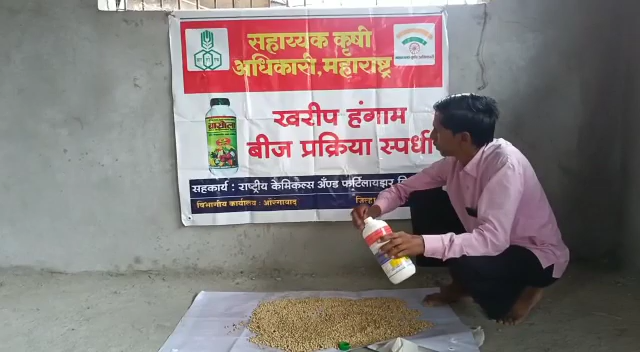 सहाय्यक कृषी
अधिकारी, महाराष्ट्र
खरीप हंगाम
बीज प्रक्रिया स्पर्धा
सहकार्य : राष्ट्रीय केमिकल्स अँण्ड फर्टिलायझर
विभागीय कार्यालय : औरंगाबाद